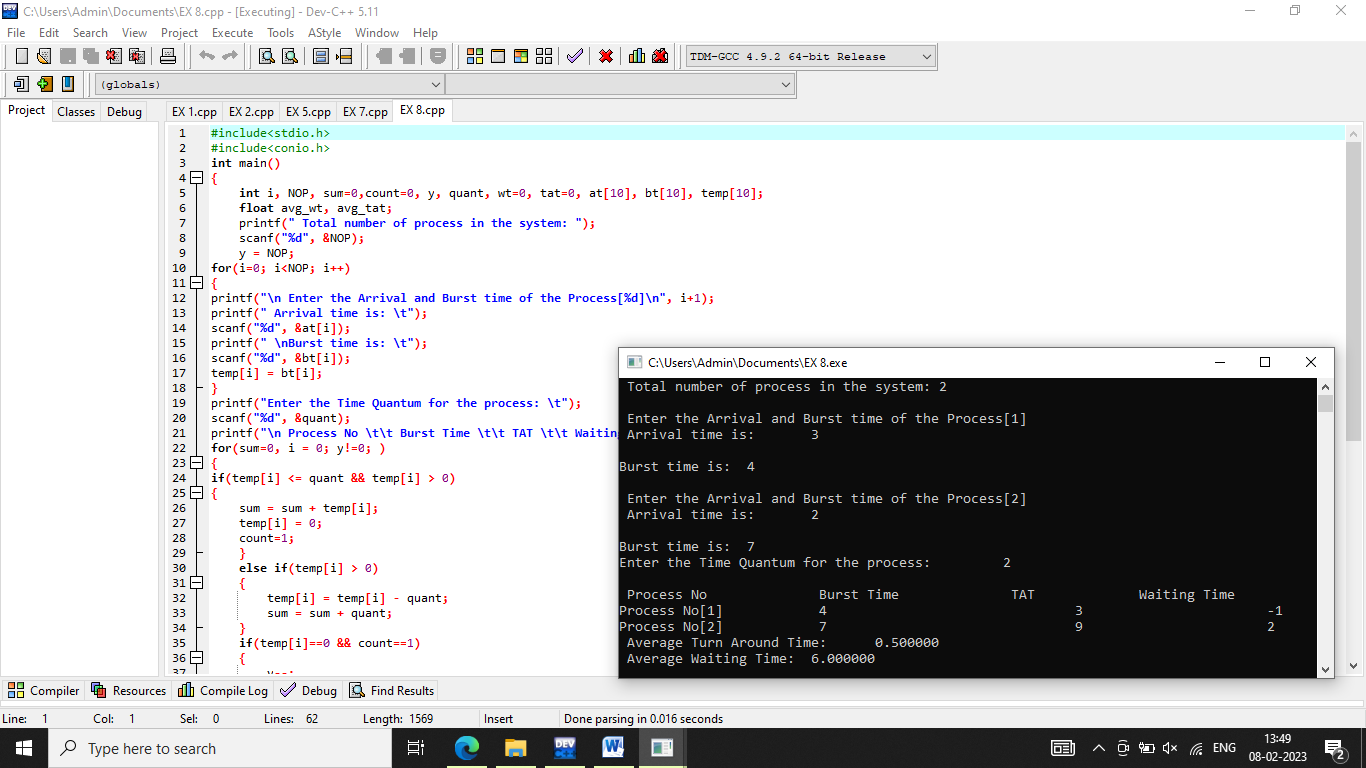 C:\Users\Admin\Documents\EX 8.cpp - [Executing] - Dev-C++ 5.11
File Edit Search View Project Execute Tools AStyle Window Help
TDM-GCC 4.9.2 64-bit Release
(globals)
Project Classes Debug EX 1.cpp EX 2.cpp EX 5.cpp EX 7.cpp EX 8.cpp
1 #include<stdio.h>
2 #include<conio.h>
3 int main()
4 {
5 int i, NOP, sum=0,count=0, y, quant, wt=0, tat=0, at[10], bt[10], temp[10];
6 float avg_wt, avg_tat;
7 printf(" Total number of process in the system: ");
8 scanf("%d", &NOP);
9 y = NOP;
10 for(i=0; i<NOP; i++)
11 {
12 printf("\n Enter the Arrival and Burst time of the Process[%d]\n", i+1);
13 printf(" Arrival time is: \t");
14 scanf("%d", &at[i]);
15 printf(" \nBurst time is: \t");
16 scanf("%d", &bt[i]);
17 temp[i] = bt[i];
18 }
19 printf("Enter the Time Quantum for the process: \t");
20 scanf("%d", &quant);
21 printf("\n Process No \t\t Burst Time \t\t TAT \t\t Waitin
22 for(sum=0, i = 0; y!=0; )
23 {
24 if(temp[i] <= quant && temp[i] > 0)
25 {
26 sum = sum + temp[i];
27 temp[i] = 0;
28 count=1;
29 }
30 else if(temp[i] > 0)
31 {
32 temp[i] = temp[i] - quant;
33 sum = sum + quant;
34 }
35 if(temp[i]==0 && count==1)
36 {
37
C:\Users\Admin\Documents\EX 8.exe
Total number of process in the system: 2
Enter the Arrival and Burst time of the Process[1]
Arrival time is: 3
Burst time is: 4
Enter the Arrival and Burst time of the Process[2]
Arrival time is: 2
Burst time is: 7
Enter the Time Quantum for the process: 2
Process No Burst Time TAT Waiting Time
Process No[1] 4 3 -1
Process No[2] 7 9 2
Average Turn Around Time: 0.500000
Average Waiting Time: 6.000000
Compiler Resources Compile Log Debug Find Results
Line: 1 Col: 1 Sel: 0 Lines: 62 Length: 1569 Insert Done parsing in 0.016 seconds
Type here to search
DEV
ENG
13:49
08-02-2023
2